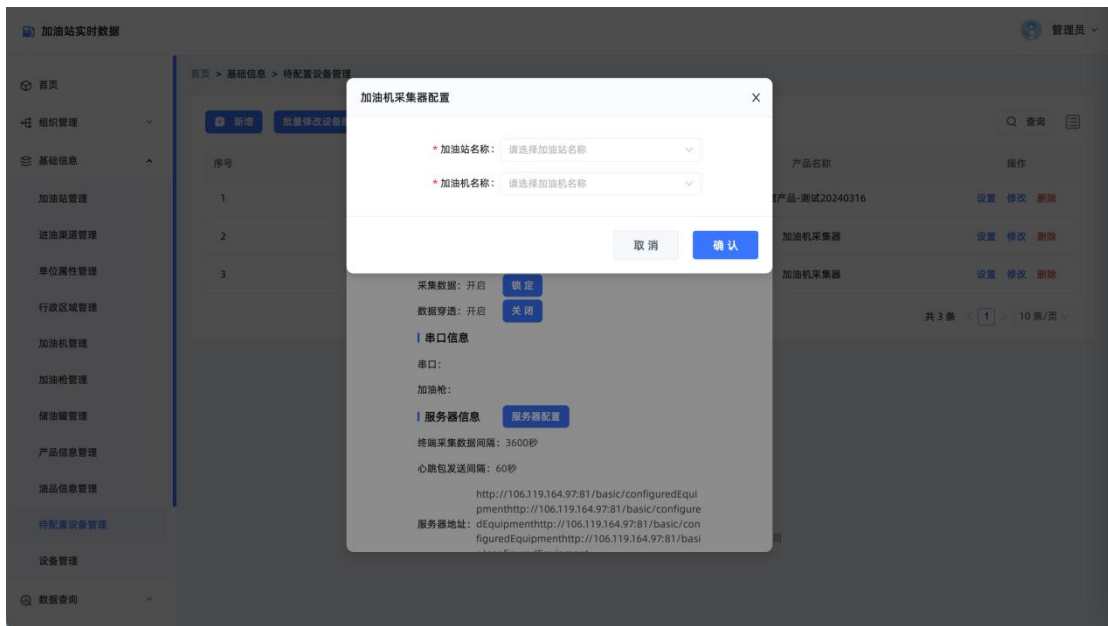 加油站实时数据
管理员
首页
组织管理
基础信息
加油站管理
进油渠道管理
单位属性管理
行政区域管理
加油机管理
加油枪管理
储油罐管理
产品信息管理
油品信息管理
待配置设备管理
设备管理
数据查询
首页 > 基础信息 > 待配置设备管理
新增 批量修改设备
查询
序号 产品名称 操作
1 产品-测试20240316 设置 修改 删除
2 加油机采集器 设置 修改 删除
3 加油机采集器 设置 修改 删除
共 3 条 < 1 > 10 条/页
加油机采集器配置 X
* 加油站名称: 请选择加油站名称
* 加油机名称: 请选择加油机名称
取 消 确 认
采集数据: 开启 锁 定
数据穿透: 开启 关 闭
串口信息
串口:
加油枪:
服务器信息 服务器配置
终端采集数据间隔: 3600秒
心跳包发送间隔: 60秒
http://106.119.164.97:81/basic/configuredEqui
pmenthttp://106.119.164.97:81/basic/configure
服务器地址: dEquipmenthttp://106.119.164.97:81/basic/con
figuredEquipmenthttp://106.119.164.97:81/basi